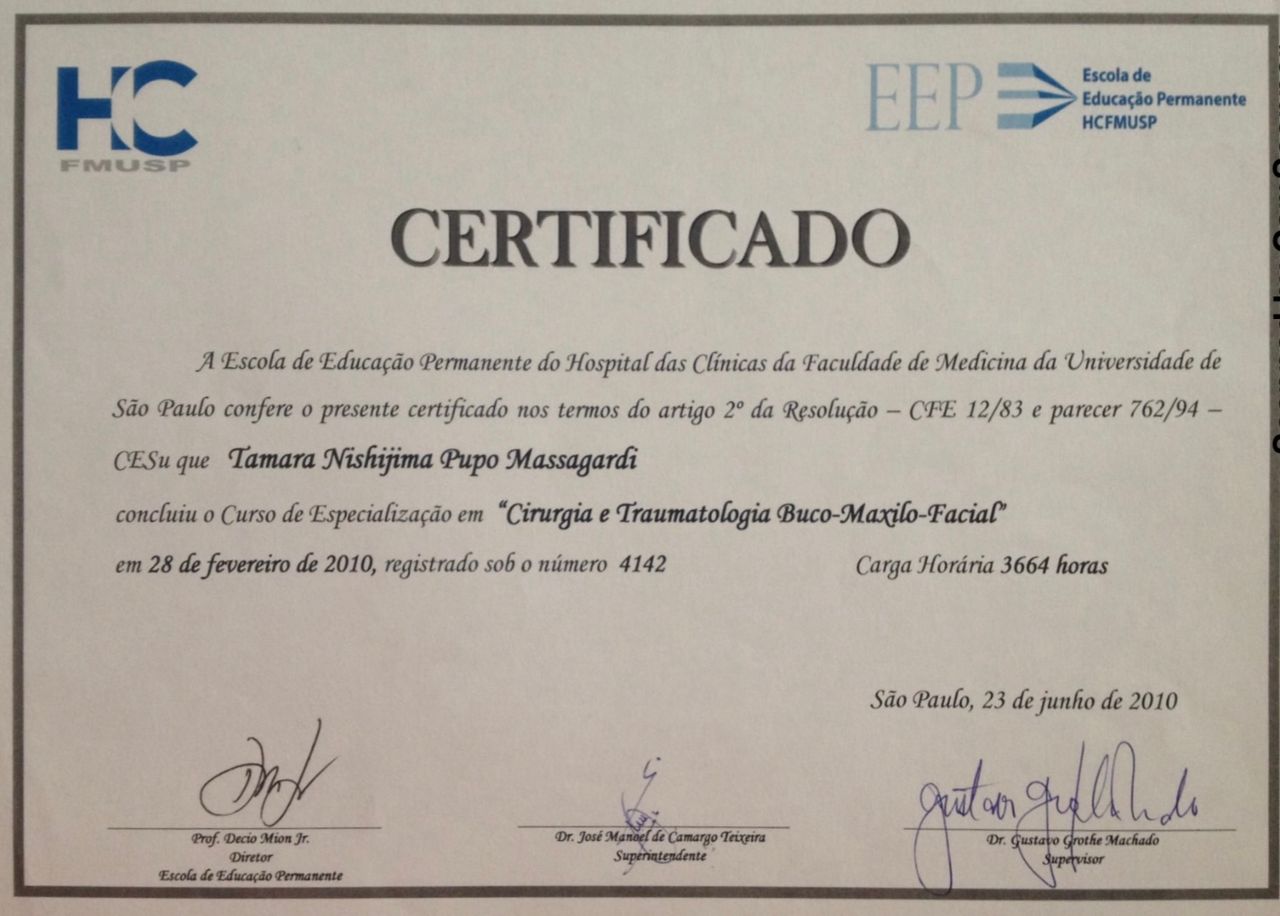 HC
FMUSP
EEP
Escola de
Educação Permanente
HCFMUSP
CERTIFICADO
A Escola de Educação Permanente do Hospital das Clínicas da Faculdade de Medicina da Universidade de
São Paulo confere o presente certificado nos termos do artigo 2º da Resolução – CFE 12/83 e parecer 762/94 –
CESu que Tamara Nishijima Pupo Massagardi
concluiu o Curso de Especialização em “Cirurgia e Traumatologia Buco-Maxilo-Facial”
em 28 de fevereiro de 2010, registrado sob o número 4142 Carga Horária 3664 horas
São Paulo, 23 de junho de 2010
Prof. Decio Mion Jr.
Diretor
Escola de Educação Permanente
Dr. José Manoel de Camargo Teixeira
Superintendente
Dr. Gustavo Grothe Machado
Supervisor